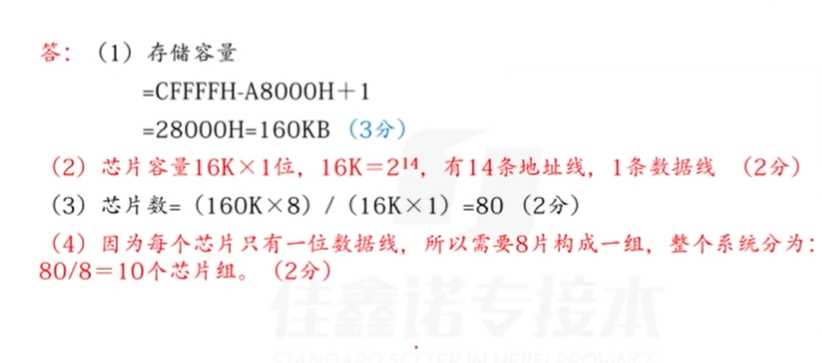 答：（1）存储容量
=CFFFFH-A8000H＋1
=28000H=160KB（3分）
（2）芯片容量16K×1位，16K＝2¹⁴，有14条地址线，1条数据线 （2分）
（3）芯片数=（160K×8）/（16K×1）=80（2分）
（4）因为每个芯片只有一位数据线，所以需要8片构成一组，整个系统分为：
80/8＝10个芯片组。（2分）
佳鑫诺专接本
STANDARD SETTER IN HEBEI PROVINCE